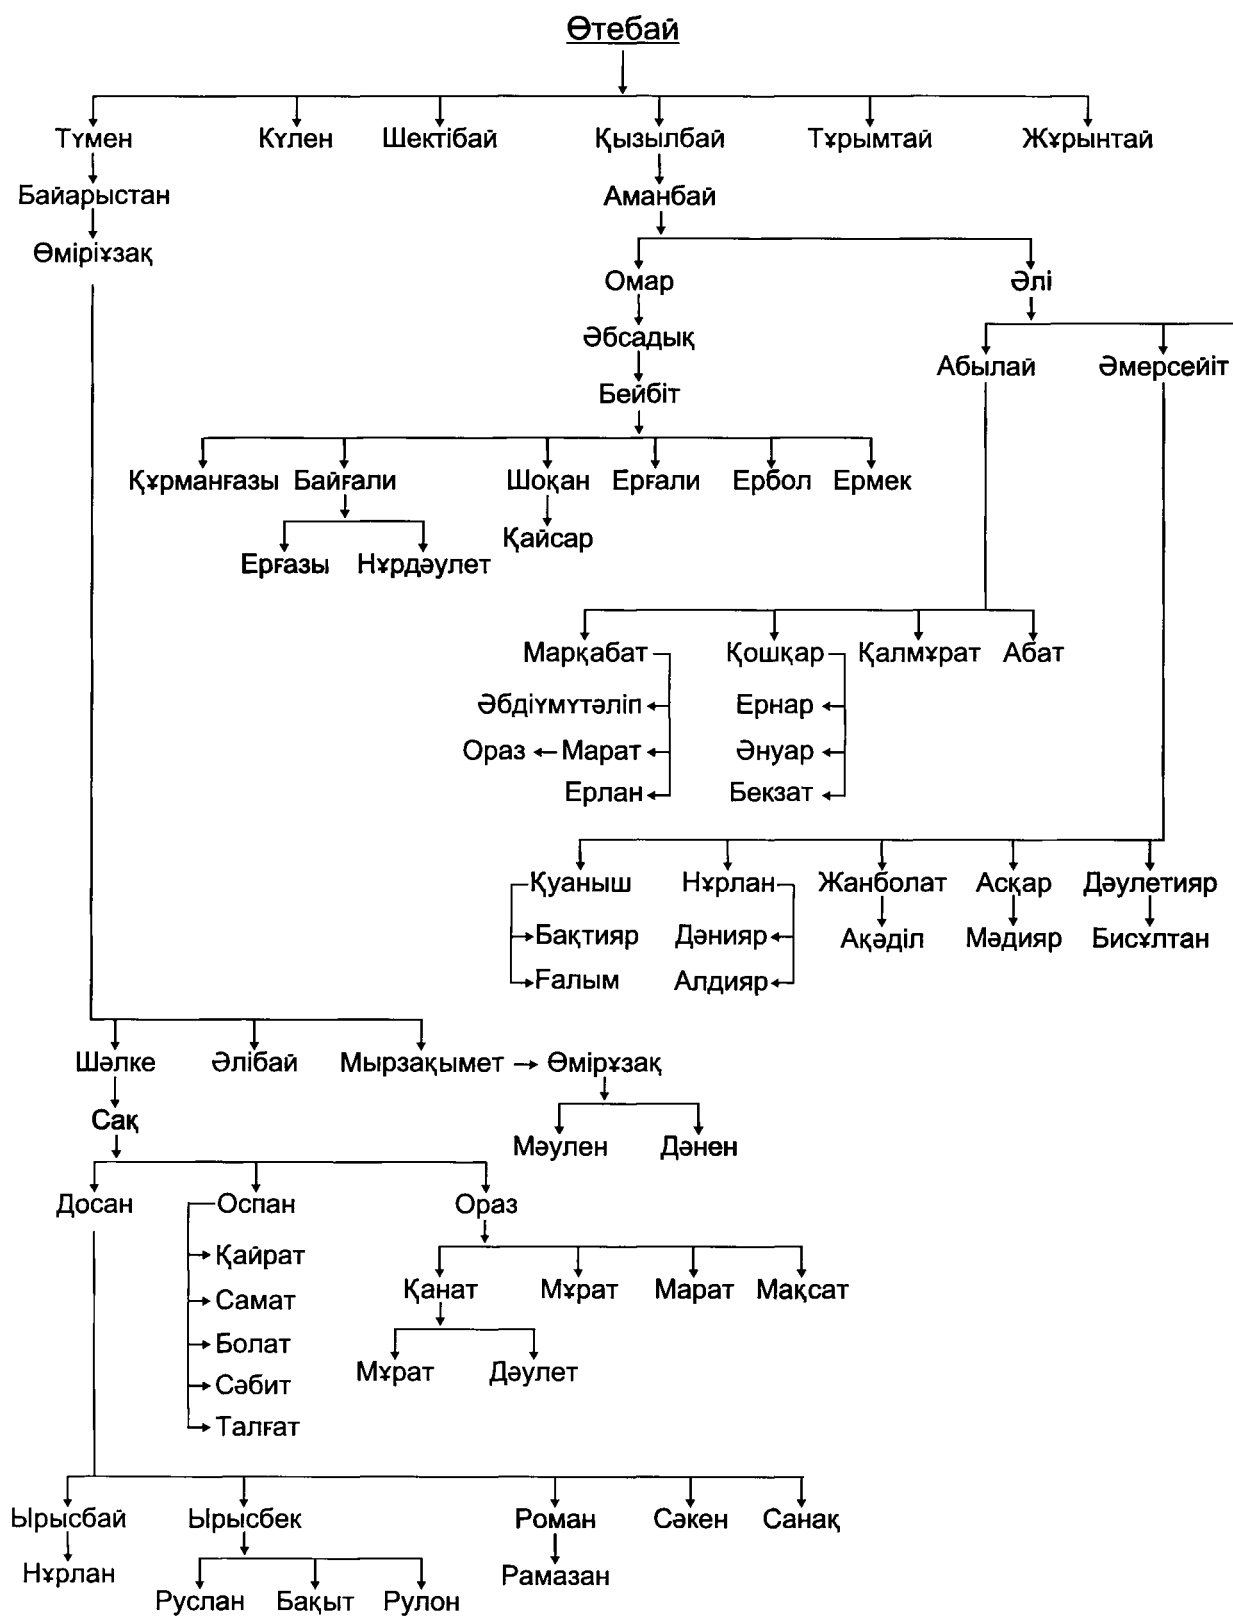 Өтебай
Түмен Күлен Шектібай Қызылбай Тұрымтай Жұрынтай
Байарыстан Аманбай
Өміріұзақ
Омар Әлі
Әбсадық
Абылай Әмерсейіт
Бейбіт
Құрманғазы Байғали Шоқан Ерғали Ербол Ермек
Қайсар
Ерғазы Нұрдәулет
Марқабат Қошқар Қалмұрат Абат
Әбдіүмүтәліп Ернар
Ораз Марат Әнуар
Ерлан Бекзат
Қуаныш Нұрлан Жанболат Асқар Дәулетияр
Бақтияр Дәнияр Ақәділ Мәдияр Бисұлтан
Ғалым Алдияр
Шәлке Әлібай Мырзақымет Өмірұзақ
Сақ
Мәулен Дәнен
Досан Оспан Ораз
Қайрат
Қанат Мұрат Марат Мақсат
Самат
Болат
Мұрат Дәулет
Сәбит
Талғат
Ырысбай Ырысбек Роман Сәкен Санақ
Нұрлан Рамазан
Руслан Бақыт Рулон